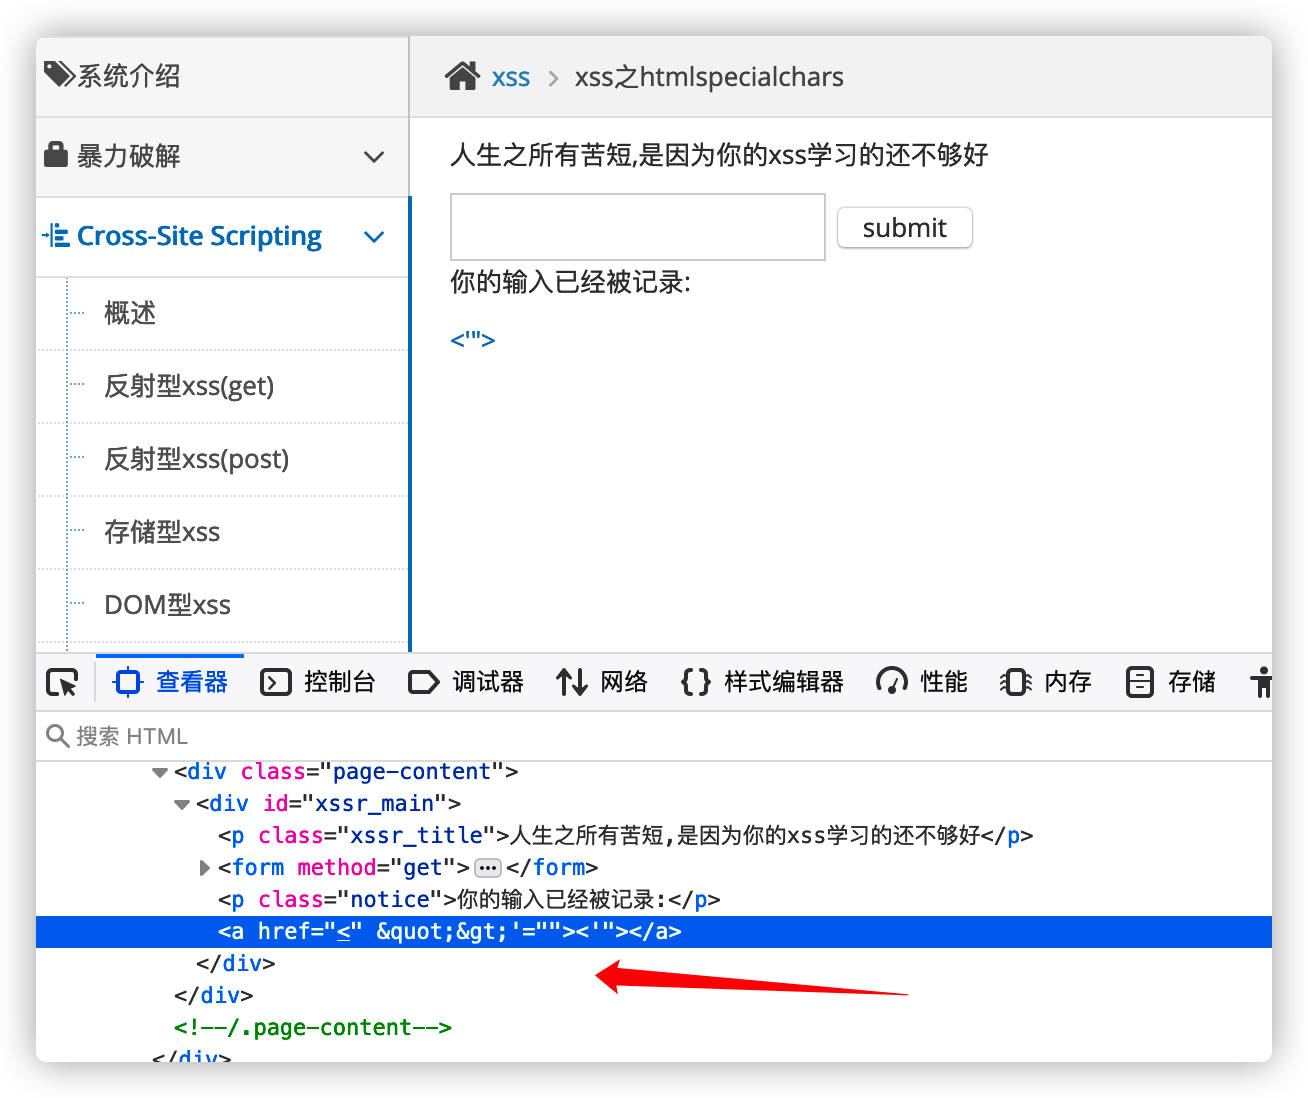 系统介绍
暴力破解
Cross-Site Scripting
概述
反射型xss(get)
反射型xss(post)
存储型xss
DOM型xss
xss > xss之htmlspecialchars
人生之所有苦短,是因为你的xss学习的还不够好
submit
你的输入已经被记录:
<'">
查看器 控制台 调试器 网络 {} 样式编辑器 性能 内存 存储
搜索 HTML
<div class="page-content">
<div id="xssr_main">
<p class="xssr_title">人生之所有苦短,是因为你的xss学习的还不够好</p>
<form method="get">•••</form>
<p class="notice">你的输入已经被记录:</p>
<a href="<" &quot;&gt;'=""><'"></a>
</div>
</div>
<!--/.page-content-->
</div>